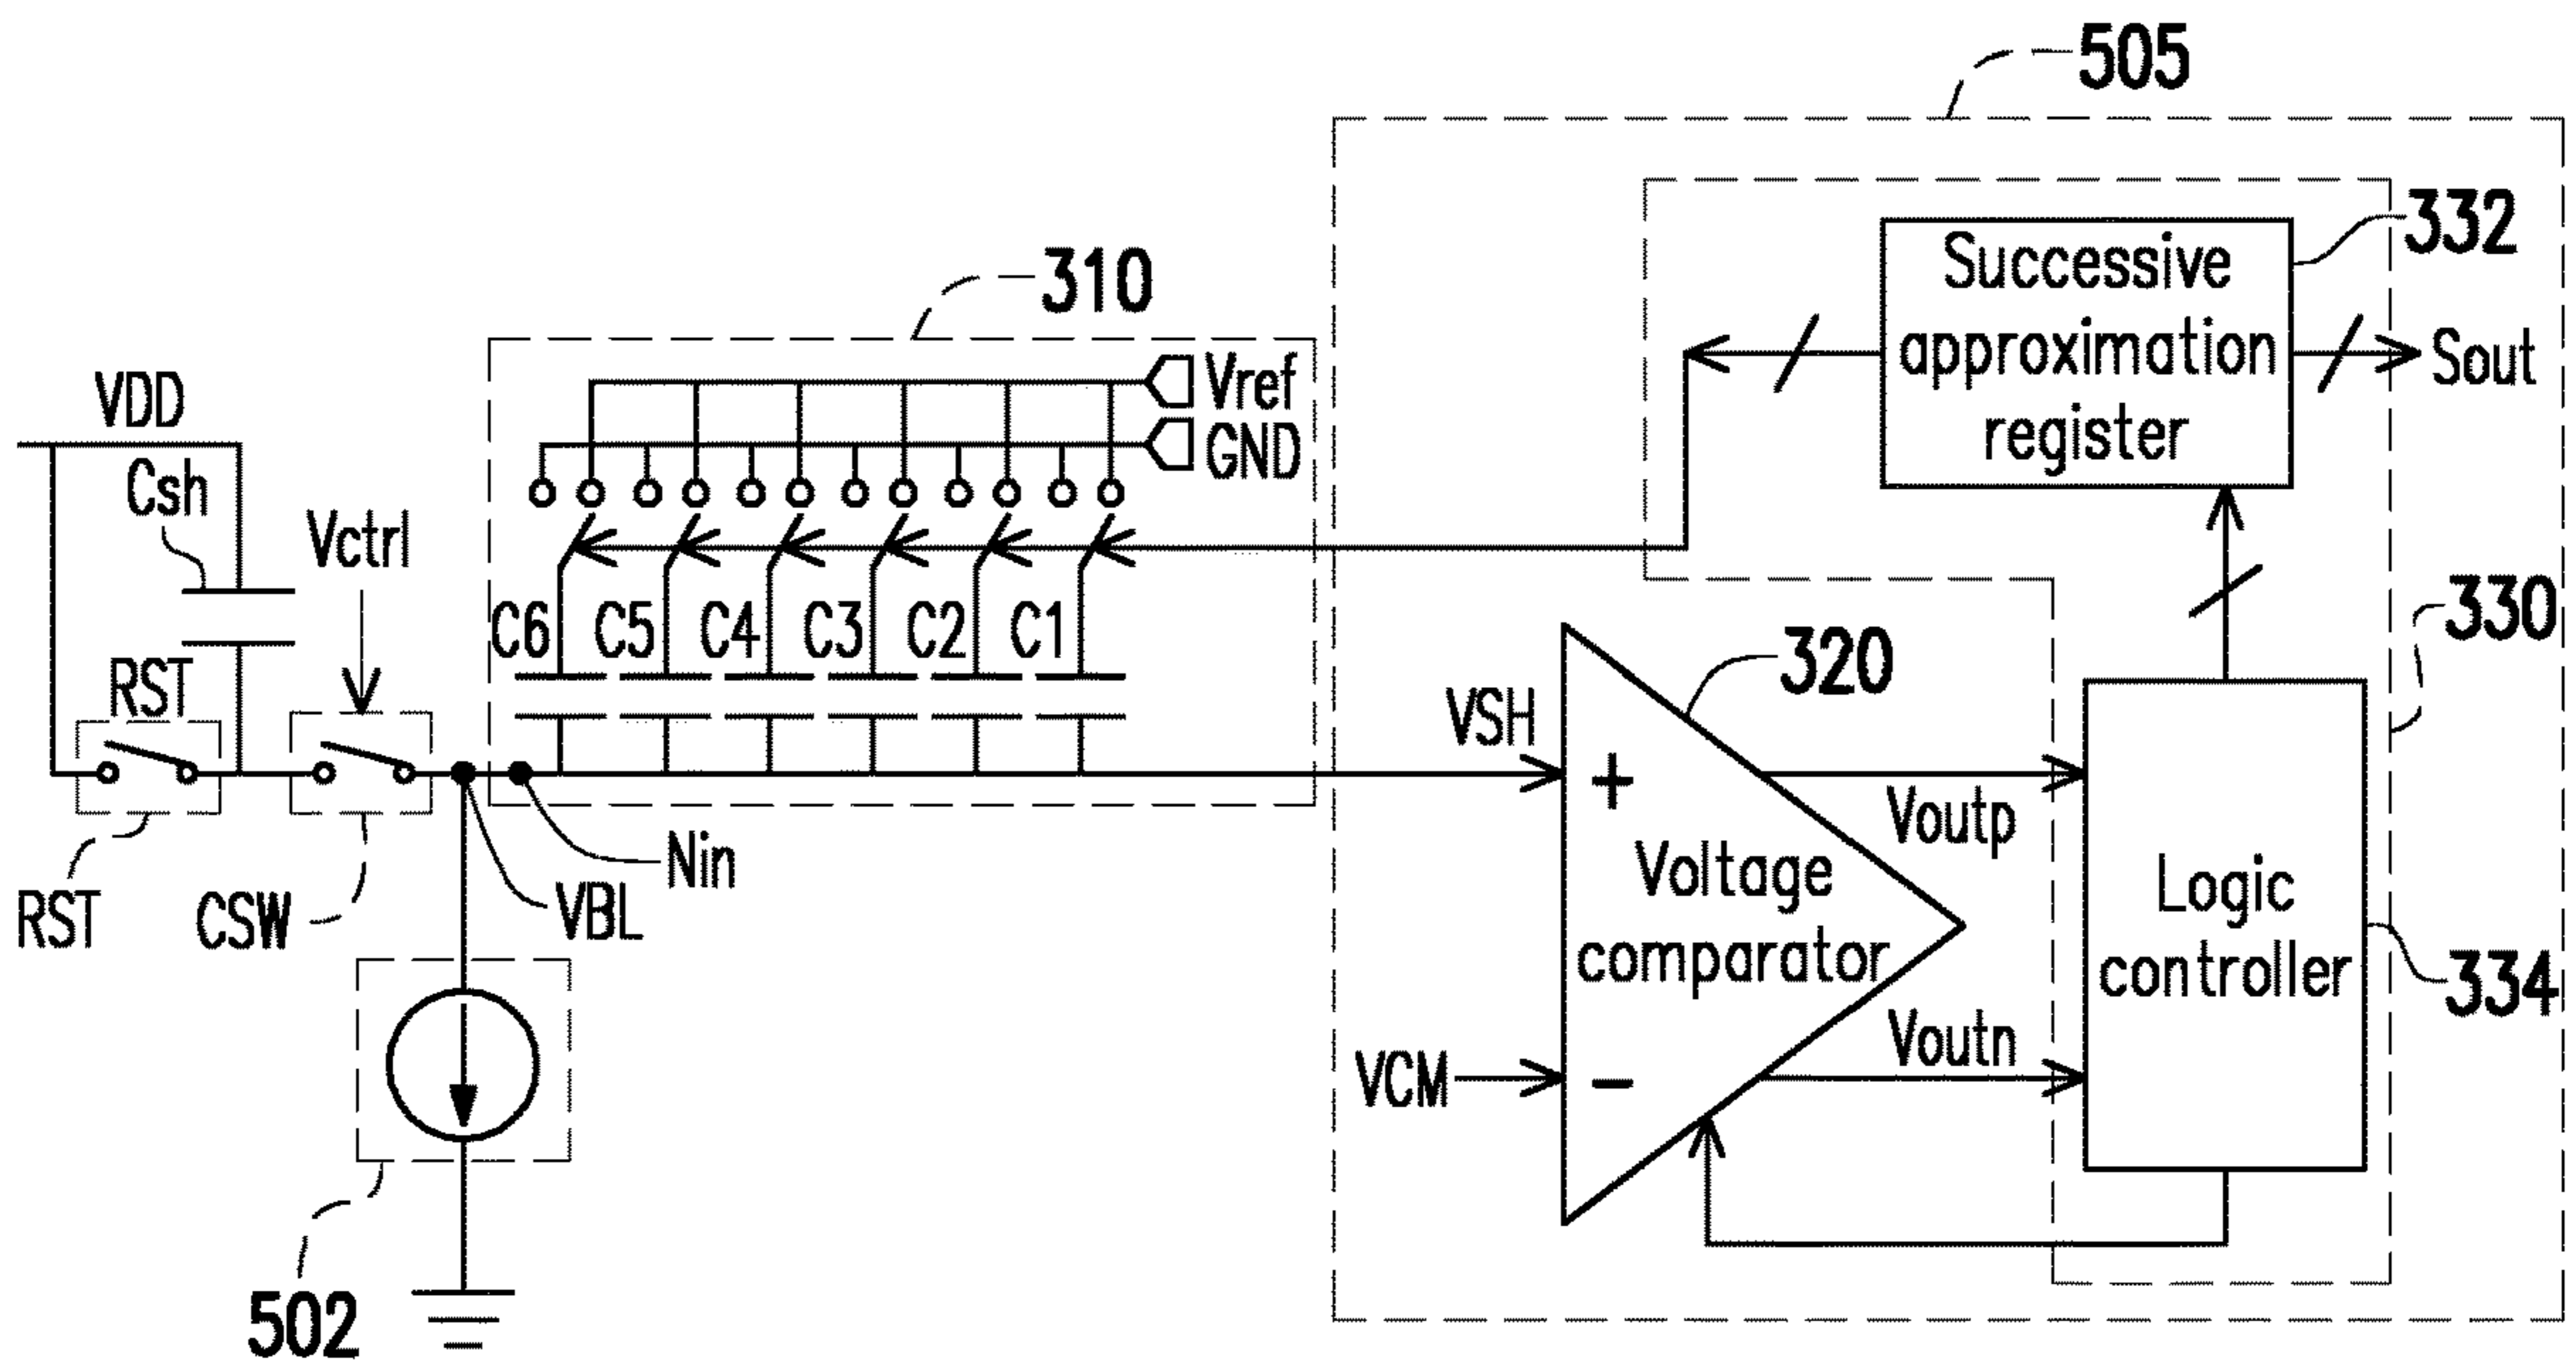 505
332
Successive
approximation
register
Sout
310
Vref
GND
VDD
Csh
Vctrl
RST
C6
C5
C4
C3
C2
C1
330
320
VSH
+
Voutp
Voltage
comparator
Logic
controller
334
Nin
VBL
RST
CSW
VCM
−
Voutn
502